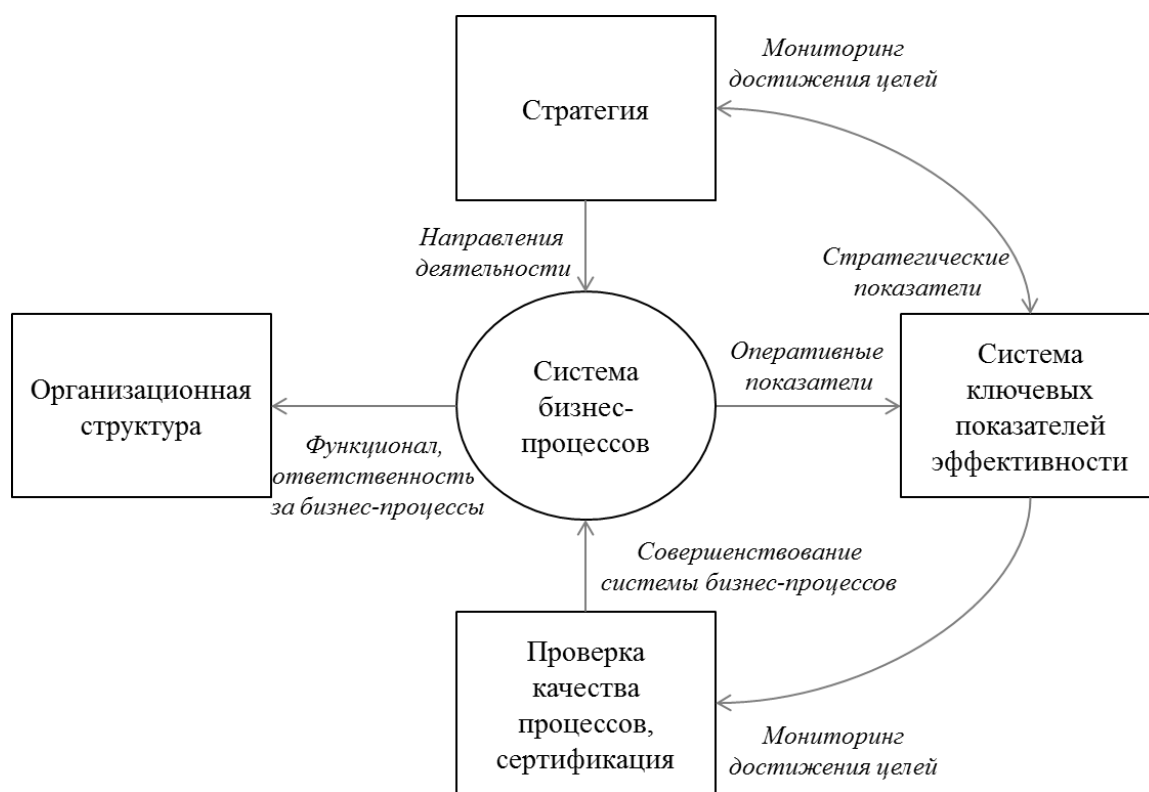 Мониторинг
достижения целей
Стратегия
Направления
деятельности
Стратегические
показатели
Организационная
структура
Система
бизнес-
процессов
Оперативные
показатели
Система
ключевых
показателей
эффективности
Функционал,
ответственность
за бизнес-процессы
Совершенствование
системы бизнес-процессов
Проверка
качества
процессов,
сертификация
Мониторинг
достижения целей